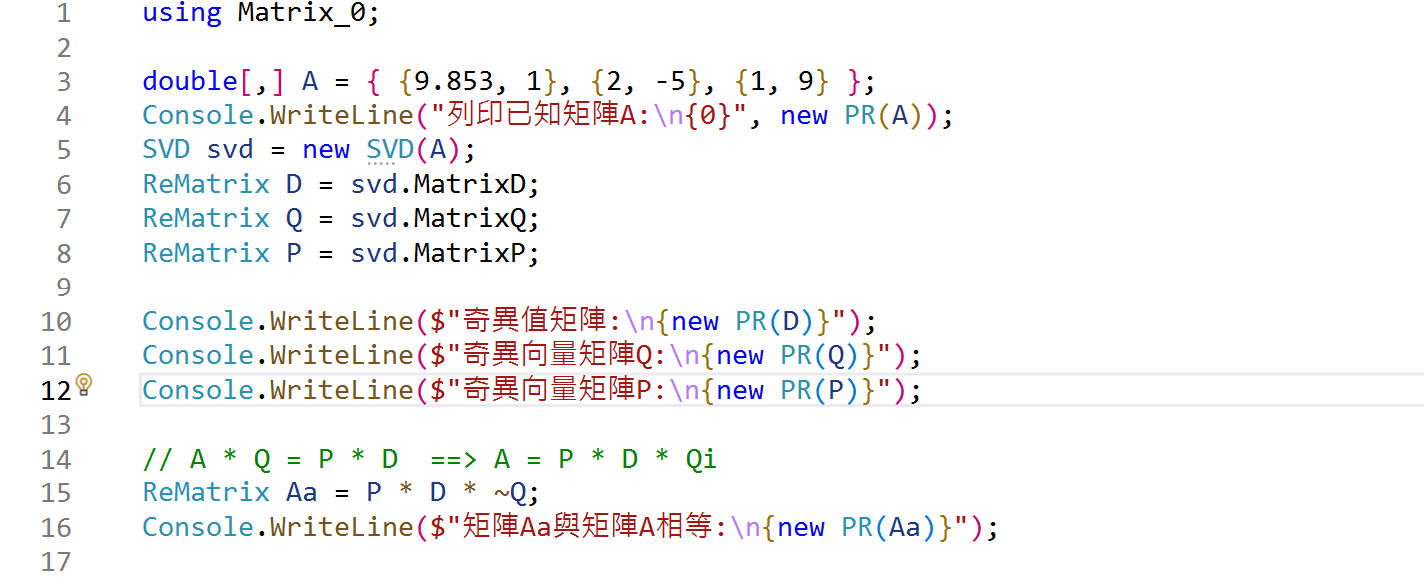 1 using Matrix_0;
2
3 double[,] A = { {9.853, 1}, {2, -5}, {1, 9} };
4 Console.WriteLine("列印已知矩陣A:\n{0}", new PR(A));
5 SVD svd = new SVD(A);
6 ReMatrix D = svd.MatrixD;
7 ReMatrix Q = svd.MatrixQ;
8 ReMatrix P = svd.MatrixP;
9
10 Console.WriteLine($"奇異值矩陣:\n{new PR(D)}");
11 Console.WriteLine($"奇異向量矩陣Q:\n{new PR(Q)}");
12 Console.WriteLine($"奇異向量矩陣P:\n{new PR(P)}");
13
14 // A * Q = P * D  ==> A = P * D * Qi
15 ReMatrix Aa = P * D * ~Q;
16 Console.WriteLine($"矩陣Aa與矩陣A相等:\n{new PR(Aa)}");
17